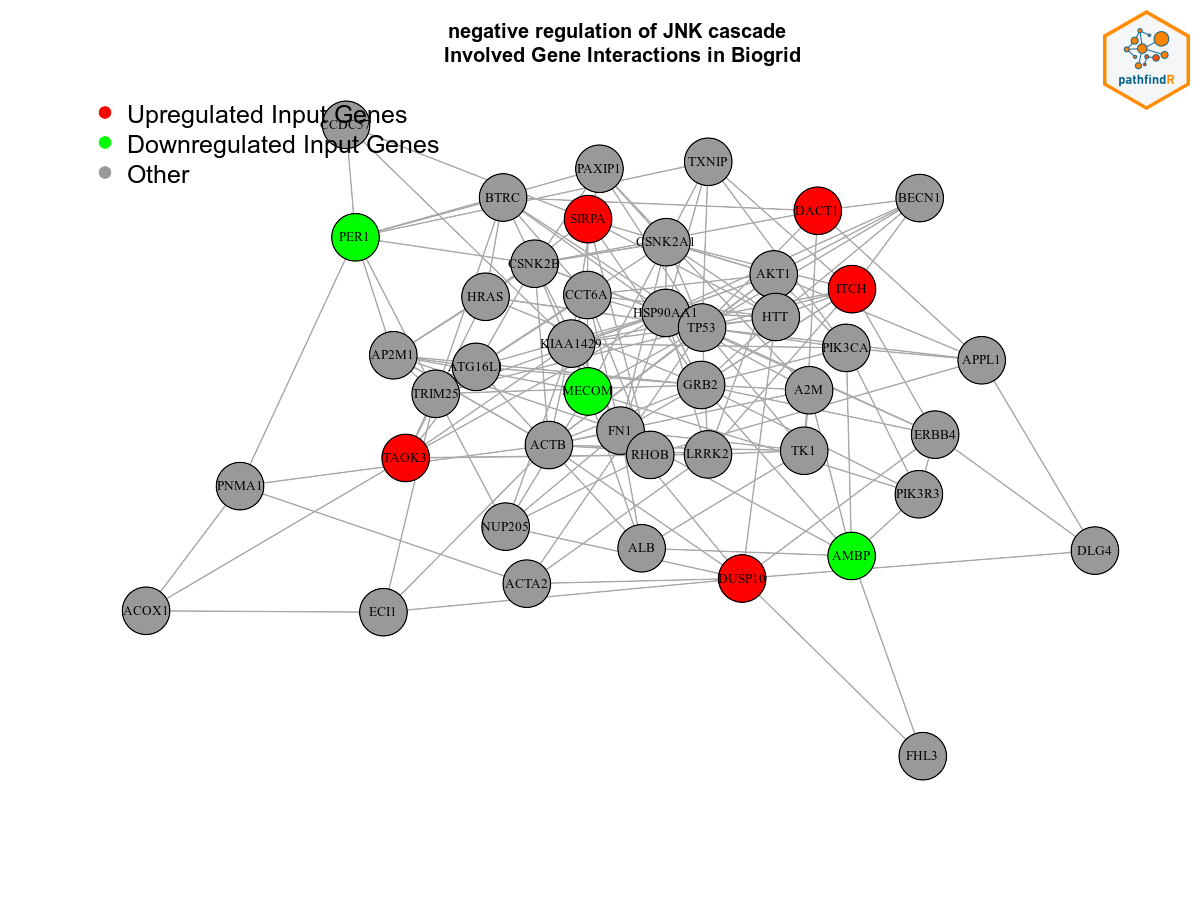 negative regulation of JNK cascade
Involved Gene Interactions in Biogrid
pathfindR
Upregulated Input Genes
Downregulated Input Genes
Other
CCDC57
PAXIP1
TXNIP
BTRC
SIRPA
DACT1
BECN1
PER1
CSNK2A1
CSNK2B
AKT1
ITCH
HRAS
CCT6A
HSP90AA1
HTT
TP53
KIAA1429
PIK3CA
AP2M1
APPL1
ATG16L1
TRIM25
MECOM
GRB2
A2M
FN1
ERBB4
ACTB
RHOB
LRRK2
TK1
TAOK3
PNMA1
PIK3R3
NUP205
ALB
AMBP
DLG4
ACTA2
DUSP10
ACOX1
ECI1
FHL3